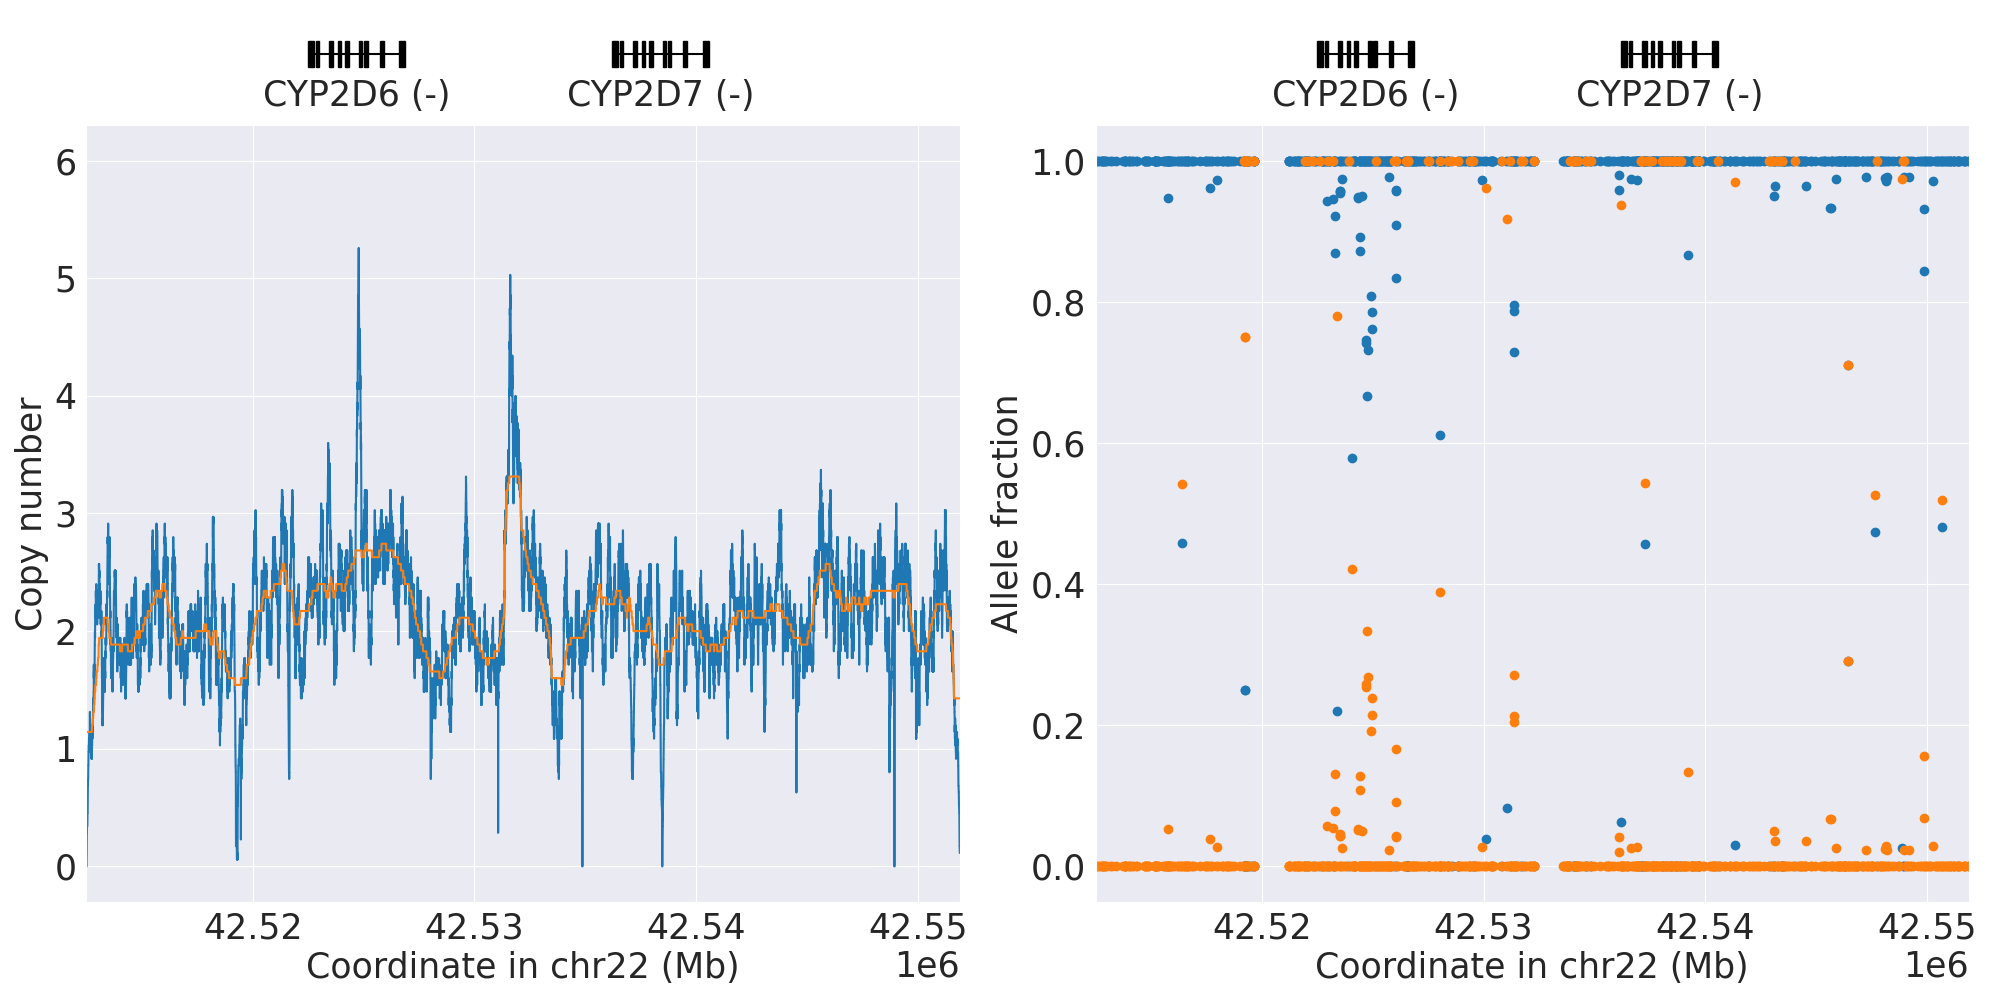 CYP2D6 (-) CYP2D7 (-)
6
5
4
3
2
1
0
Copy number
42.52 42.53 42.54 42.55
Coordinate in chr22 (Mb) 1e6
CYP2D6 (-) CYP2D7 (-)
1.0
0.8
0.6
0.4
0.2
0.0
Allele fraction
42.52 42.53 42.54 42.55
Coordinate in chr22 (Mb) 1e6